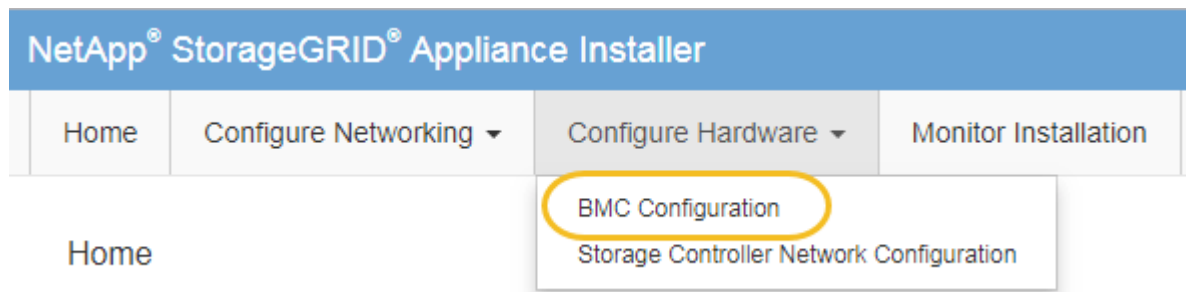 NetApp® StorageGRID® Appliance Installer
Home Configure Networking Configure Hardware Monitor Installation
BMC Configuration
Home Storage Controller Network Configuration